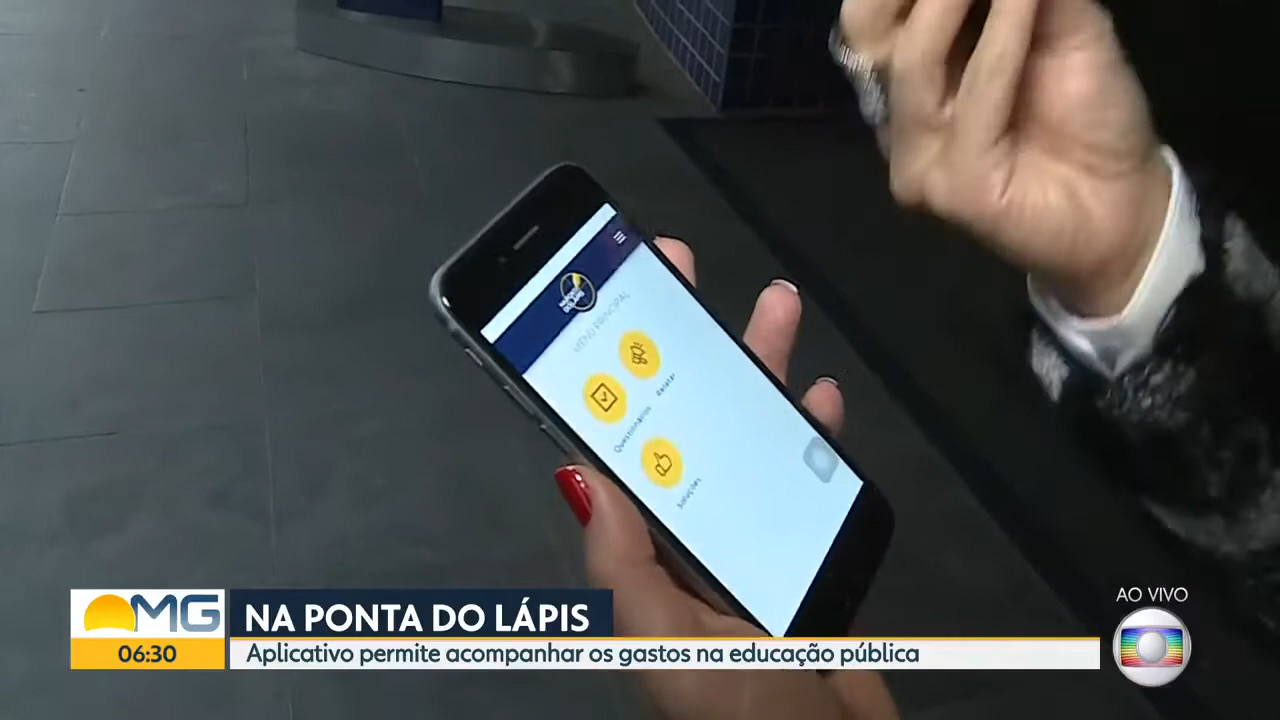 MENU PRINCIPAL
Questionários
Relatar
Soluções
AO VIVO
MG
NA PONTA DO LÁPIS
06:30
Aplicativo permite acompanhar os gastos na educação pública